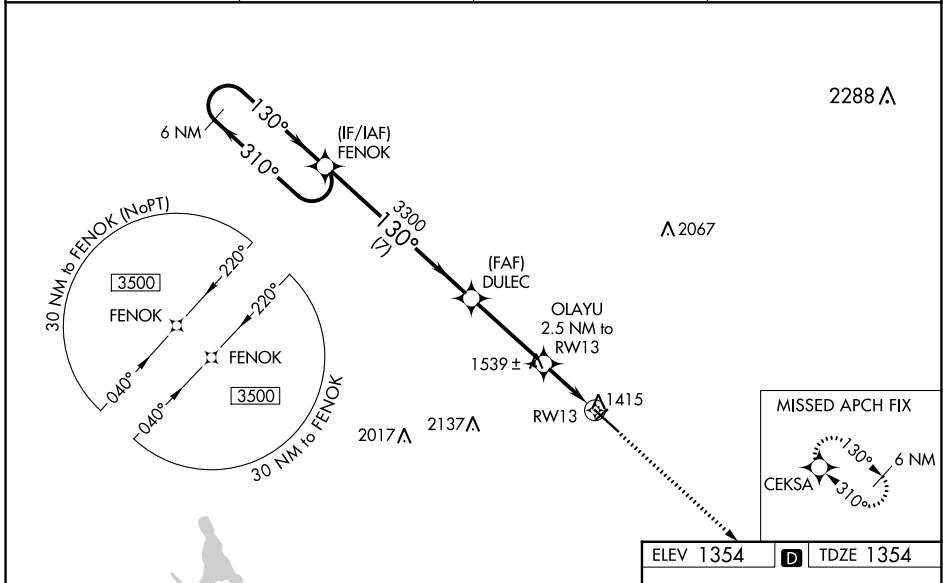 2288
130°
6 NM
310°
(IF/IAF)
FENOK
3300
130°
(7)
2067
30 NM to FENOK (NoPT)
220°
3500
FENOK
040°
220°
FENOK
3500
040°
30 NM to FENOK
(FAF)
DULEC
OLAYU
2.5 NM to
RW13
1539 ±
1415
RW13
2017
2137
MISSED APCH FIX
130°
6 NM
CEKSA
310°
ELEV 1354 D TDZE 1354